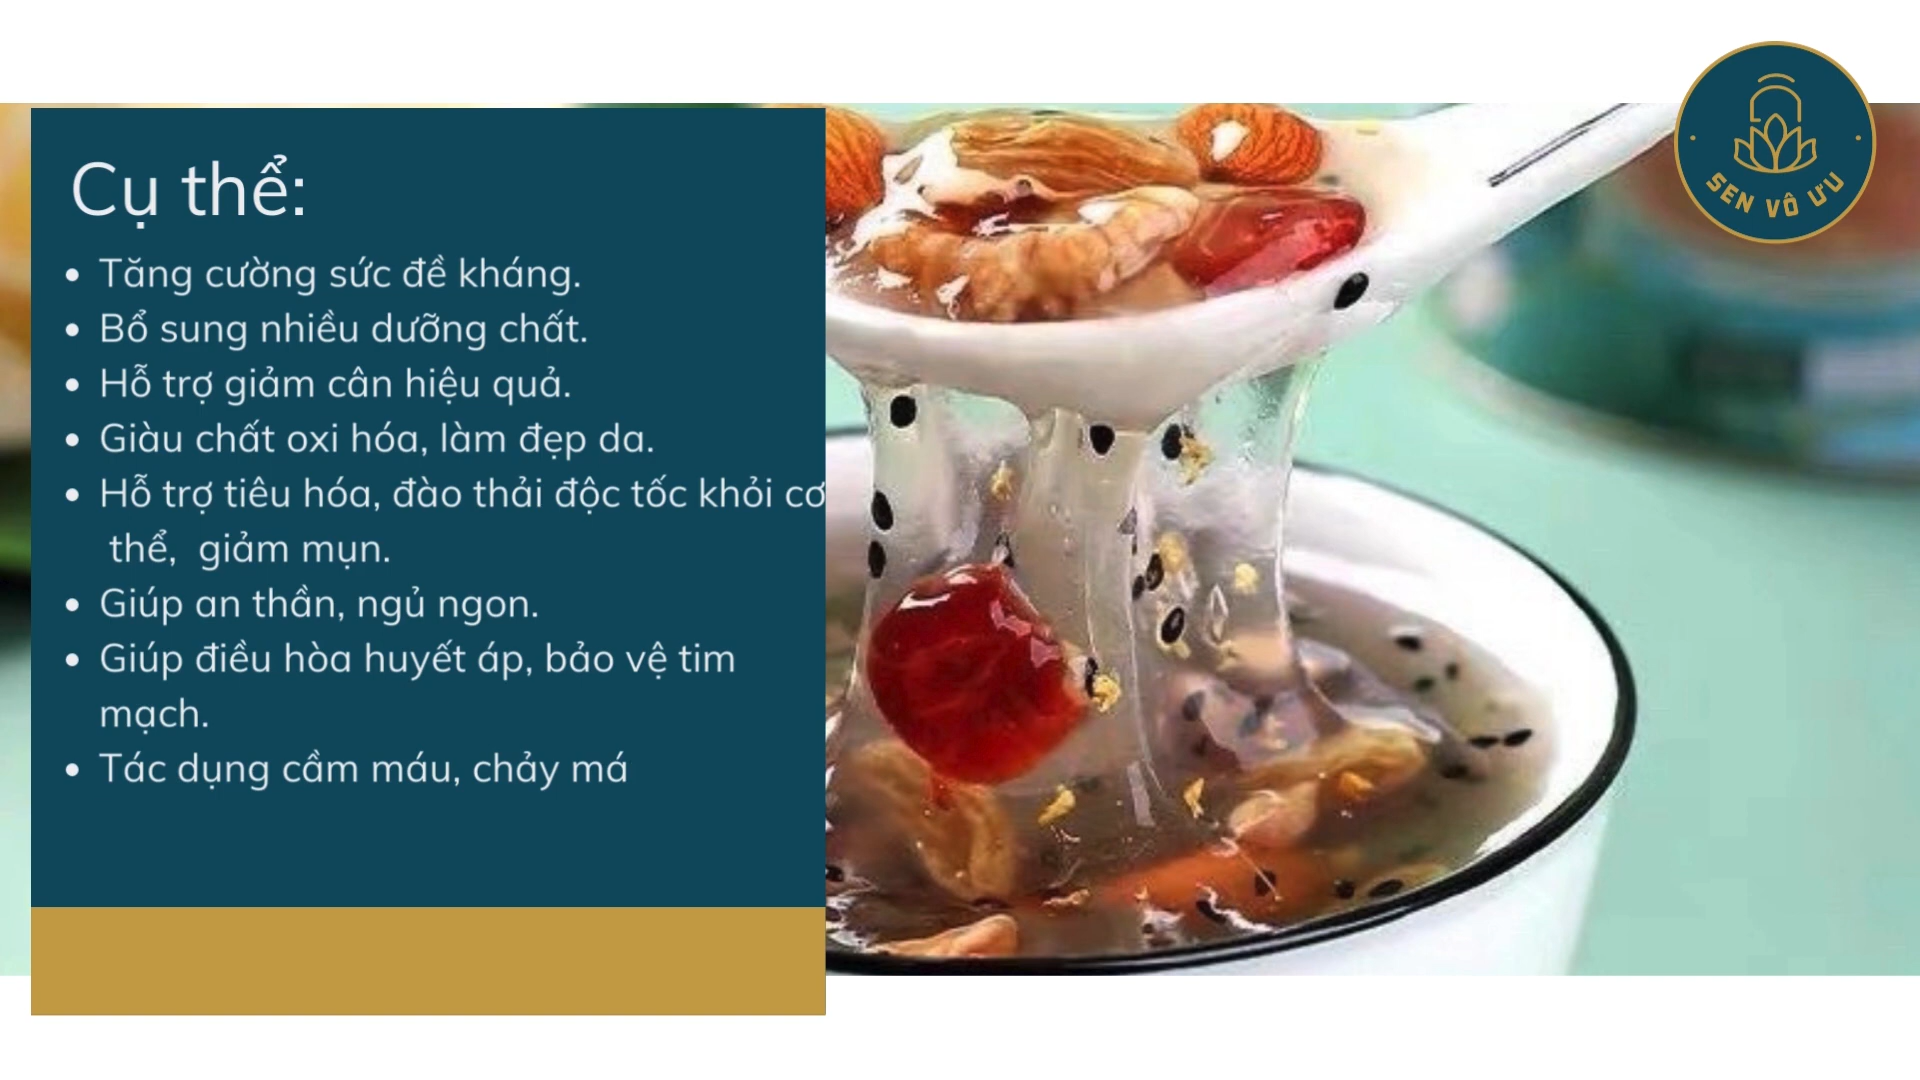 Cụ thể:
Tăng cường sức đề kháng.
Bổ sung nhiều dưỡng chất.
Hỗ trợ giảm cân hiệu quả.
Giàu chất oxi hóa, làm đẹp da.
Hỗ trợ tiêu hóa, đào thải độc tốc khỏi cơ
thể, giảm mụn.
Giúp an thần, ngủ ngon.
Giúp điều hòa huyết áp, bảo vệ tim
mạch.
Tác dụng cầm máu, chảy má
SEN VÔ ƯU